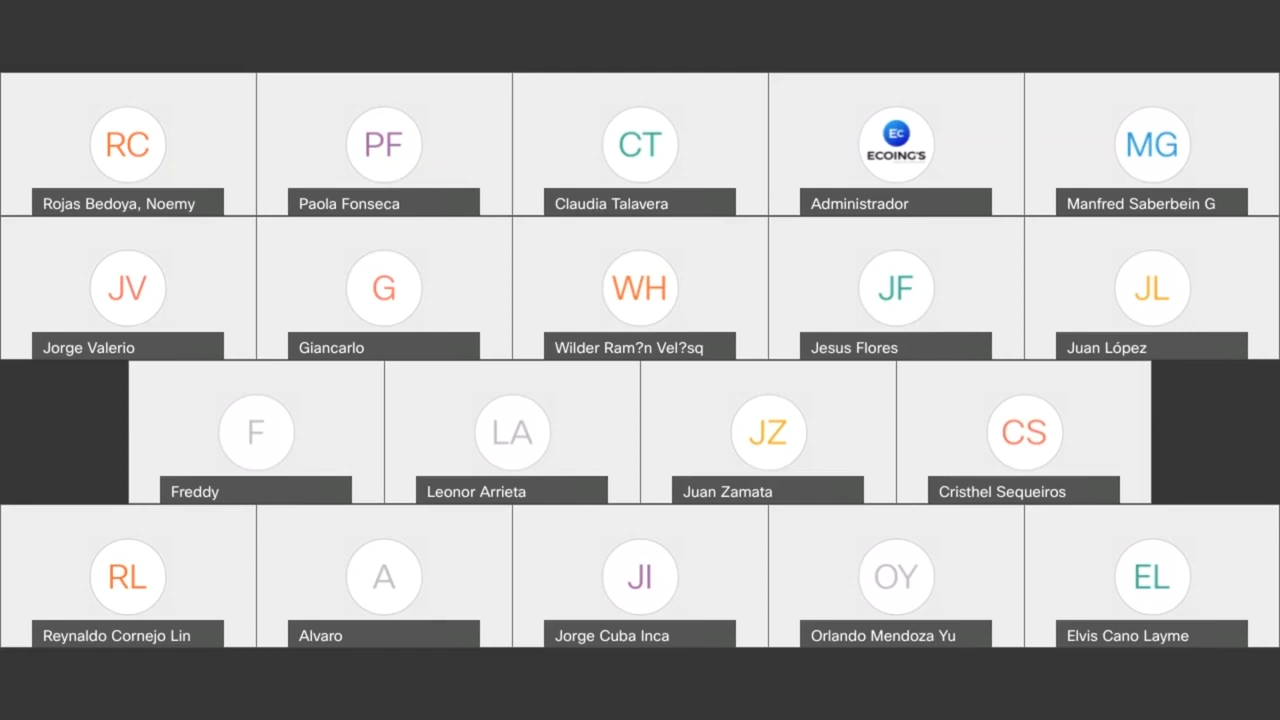 RC
Rojas Bedoya, Noemy
PF
Paola Fonseca
CT
Claudia Talavera
Ec
ECOING'S
Administrador
MG
Manfred Saberbein G
JV
Jorge Valerio
G
Giancarlo
WH
Wilder Ram?n Vel?sq
JF
Jesus Flores
JL
Juan López
F
Freddy
LA
Leonor Arrieta
JZ
Juan Zamata
CS
Cristhel Sequeiros
RL
Reynaldo Cornejo Lin
A
Alvaro
JI
Jorge Cuba Inca
OY
Orlando Mendoza Yu
EL
Elvis Cano Layme